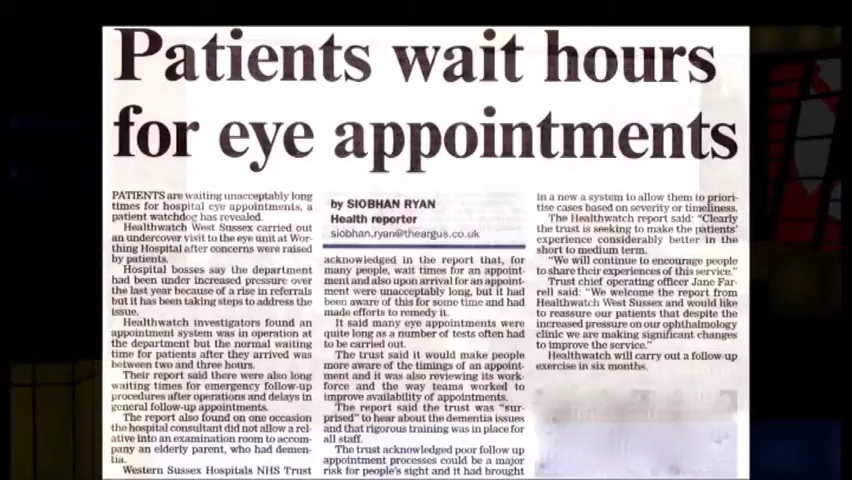 Patients wait hours
for eye appointments
PATIENTS are waiting unacceptably long
times for hospital eye appointments, a
patient watchdog has revealed.
Healthwatch West Sussex carried out
an undercover visit to the eye unit at Wor-
thing Hospital after concerns were raised
by patients.
Hospital bosses say the department
had been under increased pressure over
the last year because of a rise in referrals
but it has been taking steps to address the
issue.
Healthwatch investigators found an
appointment system was in operation at
the department but the normal waiting
time for patients after they arrived was
between two and three hours.
Their report said there were also long
waiting times for emergency follow-up
procedures after operations and delays in
general follow-up appointments.
The report also found on one occasion
the hospital consultant did not allow a rel-
ative into an examination room to accom-
pany an elderly parent, who had demen-
tia.
Western Sussex Hospitals NHS Trust
by SIOBHAN RYAN
Health reporter
siobhan.ryan@theargus.co.uk
acknowledged in the report that, for
many people, wait times for an appoint-
ment and also upon arrival for an appoint-
ment were unacceptably long, but it had
been aware of this for some time and had
made efforts to remedy it.
It said many eye appointments were
quite long as a number of tests often had
to be carried out.
The trust said it would make people
more aware of the timings of an appoint-
ment and it was also reviewing its work-
force and the way teams worked to
improve availability of appointments.
The report said the trust was “sur-
prised” to hear about the dementia issues
and that rigorous training was in place for
all staff.
The trust acknowledged poor follow up
appointment processes could be a major
risk for people's sight and it had brought
in a new a system to allow them to priori-
tise cases based on severity or timeliness.
The Healthwatch report said: “Clearly
the trust is seeking to make the patients'
experience considerably better in the
short to medium term.
“We will continue to encourage people
to share their experiences of this service.”
Trust chief operating officer Jane Far-
rell said: “We welcome the report from
Healthwatch West Sussex and would like
to reassure our patients that despite the
increased pressure on our ophthalmology
clinic we are making significant changes
to improve the service.”
Healthwatch will carry out a follow-up
exercise in six months.